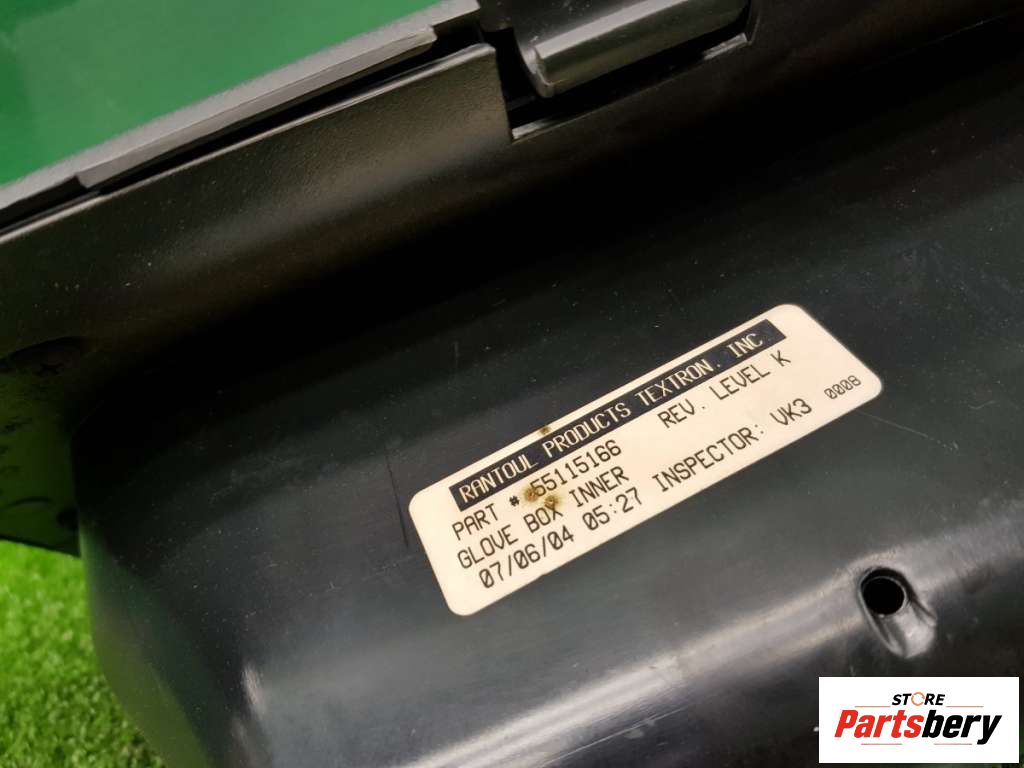 RANTOUL PRODUCTS TEXTRON, INC
PART # 55115166 REV. LEVEL K
GLOVE BOX INNER
07/06/04 05:27 INSPECTOR: VK3 0008
STORE
Partsbery